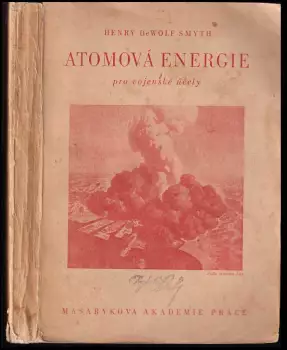 HENRY DeWOLF SMYTH
ATOMOVÁ ENERGIE
pro vojenské účely
MASARYKOVA AKADEMIE PRÁCE